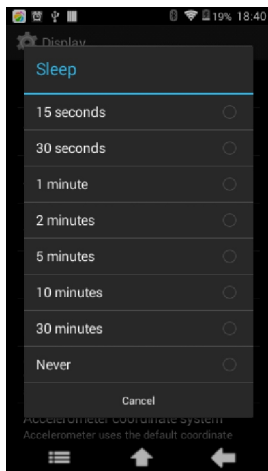 19% 18:40
Display
Sleep
15 seconds
30 seconds
1 minute
2 minutes
5 minutes
10 minutes
30 minutes
Never
Cancel
Accelerometer coordinate system
Accelerometer uses the default coordinate